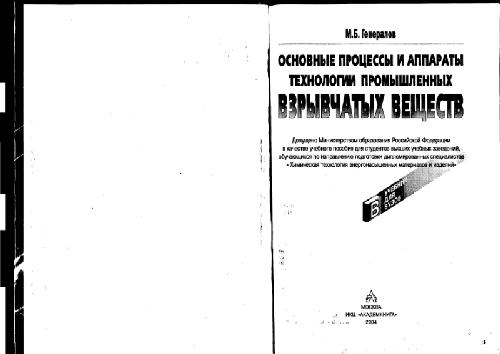 М.Б. Генералов
ОСНОВНЫЕ ПРОЦЕССЫ И АППАРАТЫ
ТЕХНОЛОГИИ ПРОМЫШЛЕННЫХ
ВЗРЫВЧАТЫХ ВЕЩЕСТВ
Допущено Министерством образования Российской Федерации
в качестве учебного пособия для студентов высших учебных заведений,
обучающихся по направлению подготовки дипломированных специалистов
«Химическая технология энергонасыщенных материалов и изделий»
УЧЕБНИК
ДЛЯ
ВУЗОВ
МОСКВА
ИКЦ «АКАДЕМКНИГА»
2004